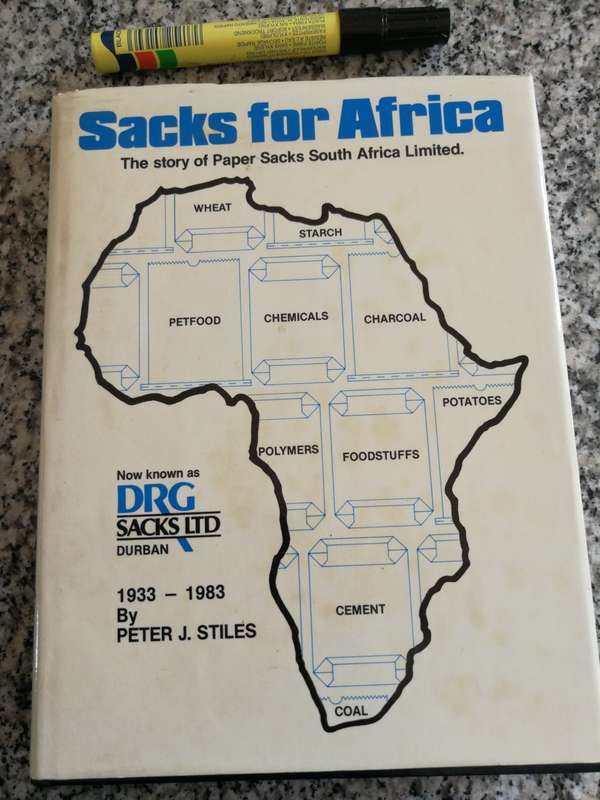 Sacks for Africa
The story of Paper Sacks South Africa Limited.
WHEAT
STARCH
PETFOOD
CHEMICALS
CHARCOAL
POTATOES
POLYMERS
FOODSTUFFS
Now known as
DRG
SACKS LTD
DURBAN
1933 – 1983
By
PETER J. STILES
CEMENT
COAL